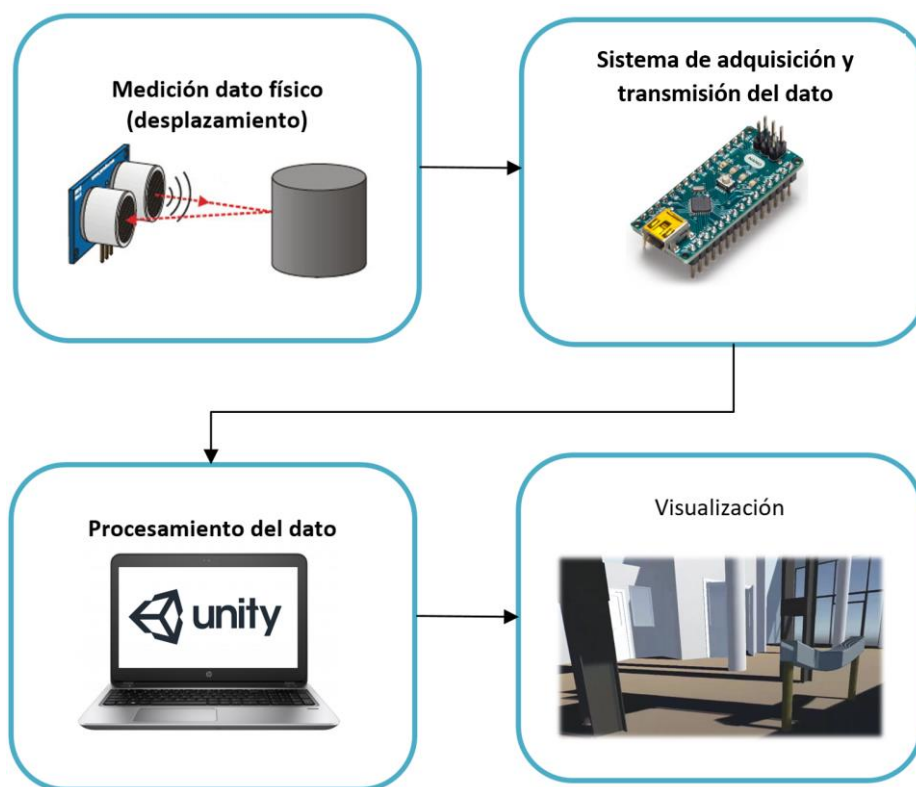 Medición dato físico
(desplazamiento)
Sistema de adquisición y
transmisión del dato
Procesamiento del dato
unity
Visualización